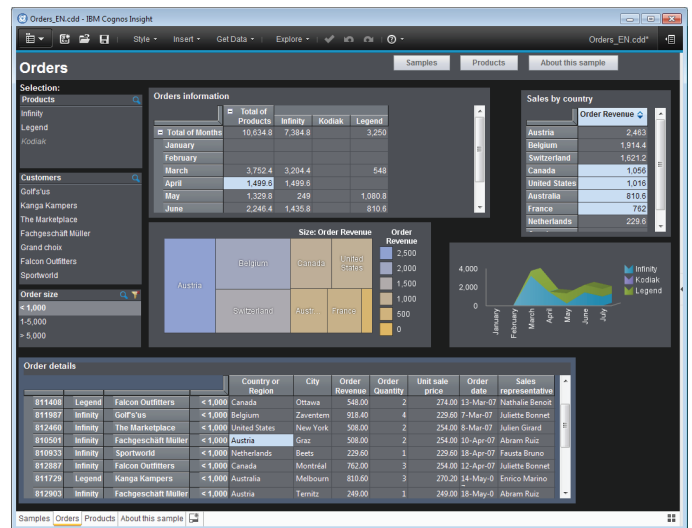 Orders_EN.cdd - IBM Cognos Insight
Style Insert Get Data Explore Orders_EN.cdd*
Orders Samples Products About this sample
Selection:
Products
Infinity
Legend
Kodiak
Customers
Golf'sus
Kanga Kampers
The Marketplace
Fachgeschäft Müller
Grand choix
Falcon Outfitters
Sportworld
Order size
< 1,000
1-5,000
> 5,000
Orders information
Total of Products Infinity Kodiak Legend
Total of Months 10,634.8 7,384.8 3,250
January
February
March 3,752.4 3,204.4 548
April 1,499.6 1,499.6
May 1,329.8 249 1,080.8
June 2,246.4 1,435.8 810.6
Sales by country
Order Revenue
Austria 2,463
Belgium 1,914.4
Switzerland 1,621.2
Canada 1,056
United States 1,016
Australia 810.6
France 762
Netherlands 229.6
Size: Order Revenue Order Revenue
Austria Belgium Canada United States
Switzerland Aust... France
2,500
2,000
1,500
1,000
500
0
4,000
2,000
0
January February March April May June July
Infinity
Kodiak
Legend
Order details
Country or Region City Order Revenue Order Quantity Unit sale price Order date Sales representative
811408 Legend Falcon Outfitters < 1,000 Canada Ottawa 548.00 2 274.00 13-Mar-07 Nathalie Benoit
811987 Infinity Golf'sus < 1,000 Belgium Zaventem 918.40 4 229.60 7-Mar-07 Juliette Bonnet
812460 Infinity The Marketplace < 1,000 United States New York 508.00 2 254.00 8-Mar-07 Julien Girard
810501 Infinity Fachgeschäft Müller < 1,000 Austria Graz 508.00 2 254.00 10-Apr-07 Abram Ruiz
810933 Infinity Sportworld < 1,000 Netherlands Beets 229.60 1 229.60 18-Apr-07 Fausta Bruno
812887 Infinity Falcon Outfitters < 1,000 Canada Montréal 762.00 3 254.00 12-Apr-07 Juliette Bonnet
811729 Legend Kanga Kampers < 1,000 Australia Melbourn 810.60 3 270.20 14-May-0 Enrico Marino
812903 Infinity Fachgeschäft Müller < 1,000 Austria Ternitz 249.00 1 249.00 18-May-0 Abram Ruiz
Samples Orders Products About this sample